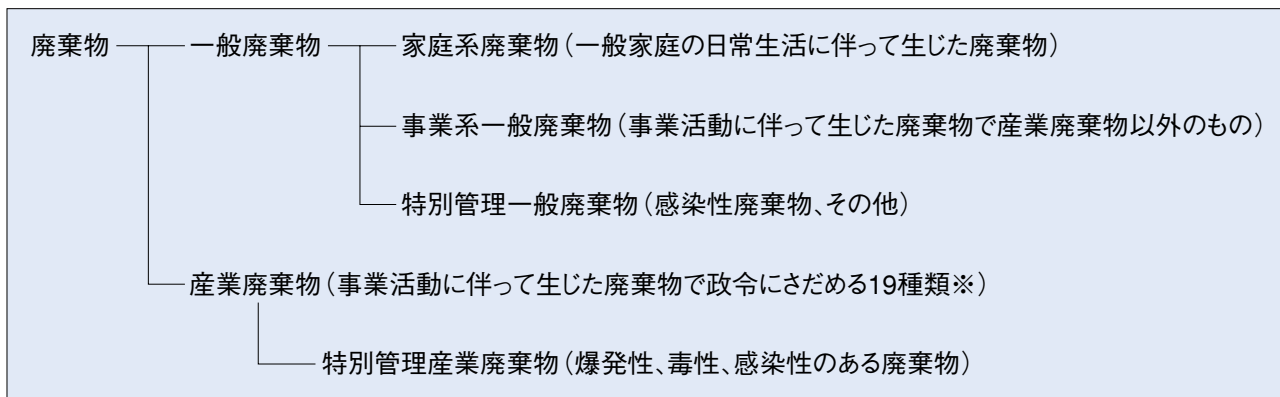 廃棄物 一般廃棄物 家庭系廃棄物（一般家庭の日常生活に伴って生じた廃棄物）
事業系一般廃棄物（事業活動に伴って生じた廃棄物で産業廃棄物以外のもの）
特別管理一般廃棄物（感染性廃棄物、その他）
産業廃棄物（事業活動に伴って生じた廃棄物で政令にさだめる19種類※）
特別管理産業廃棄物（爆発性、毒性、感染性のある廃棄物）